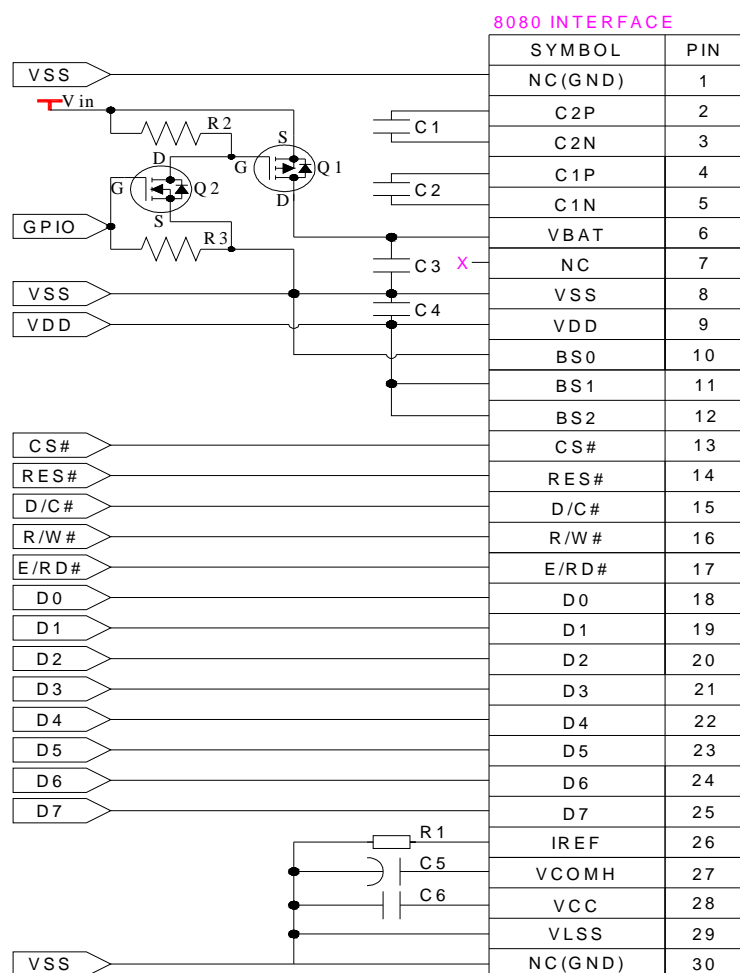 8080 INTERFACE
SYMBOL PIN
VSS NC(GND) 1
Vin C2P 2
R2 C1 C2N 3
S
D G Q1 C1P 4
G Q2 C2 C1N 5
D
S
GPIO R3 VBAT 6
C3 X NC 7
VSS VSS 8
C4
VDD VDD 9
BS0 10
BS1 11
BS2 12
CS# CS# 13
RES# RES# 14
D/C# D/C# 15
R/W# R/W# 16
E/RD# E/RD# 17
D0 D0 18
D1 D1 19
D2 D2 20
D3 D3 21
D4 D4 22
D5 D5 23
D6 D6 24
D7 D7 25
R1 IREF 26
C5 VCOMH 27
C6 VCC 28
VLSS 29
VSS NC(GND) 30